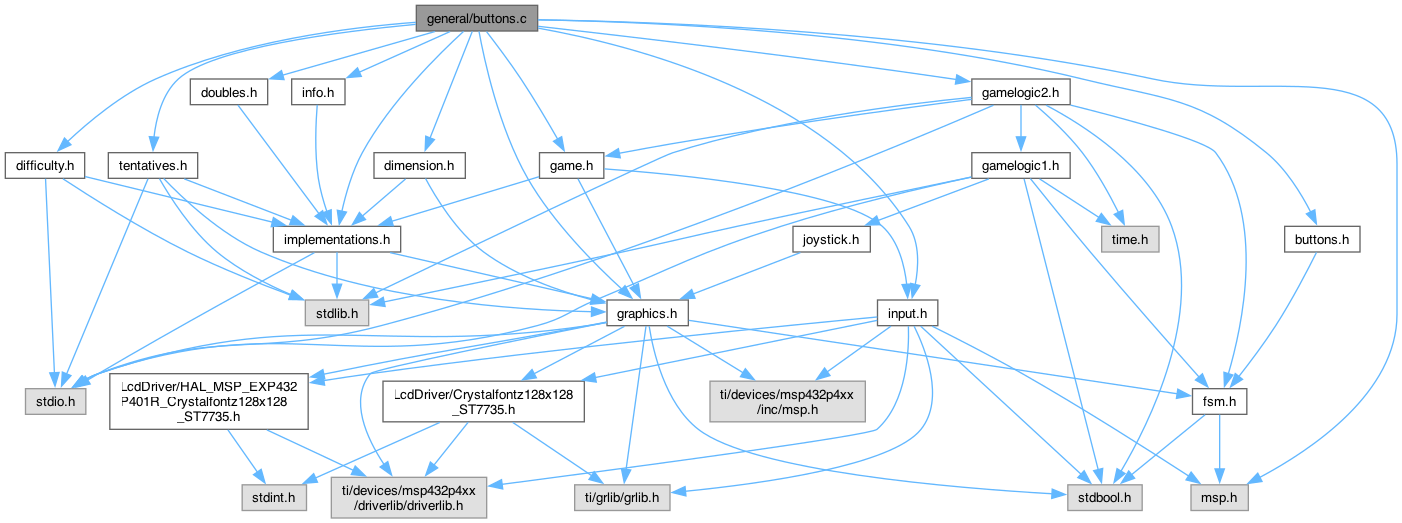 general/buttons.c
doubles.h
info.h
gamelogic2.h
difficulty.h
tentatives.h
dimension.h
game.h
gamelogic1.h
implementations.h
joystick.h
time.h
buttons.h
stdlib.h
graphics.h
input.h
stdio.h
LcdDriver/HAL_MSP_EXP432
P401R_Crystalfontz128x128
_ST7735.h
LcdDriver/Crystalfontz128x128
_ST7735.h
ti/devices/msp432p4xx
/inc/msp.h
fsm.h
stdint.h
ti/devices/msp432p4xx
/driverlib/driverlib.h
ti/grlib/grlib.h
stdbool.h
msp.h